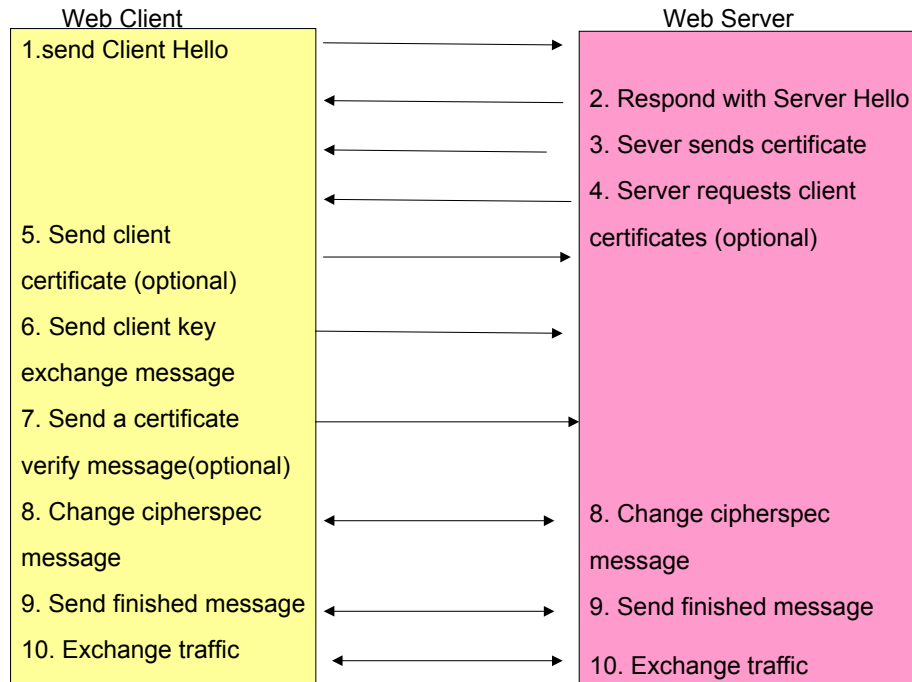 Web Client
Web Server
1.send Client Hello
2. Respond with Server Hello
3. Sever sends certificate
4. Server requests client
certificates (optional)
5. Send client
certificate (optional)
6. Send client key
exchange message
7. Send a certificate
verify message(optional)
8. Change cipherspec
message
8. Change cipherspec
message
9. Send finished message
9. Send finished message
10. Exchange traffic
10. Exchange traffic